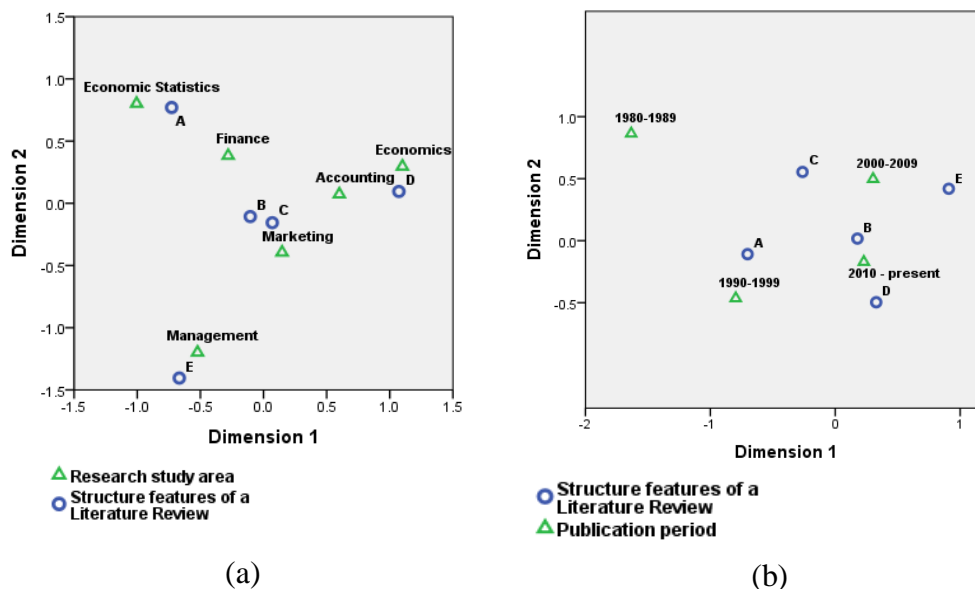 1.5
1.0
0.5
0.0
-0.5
-1.0
-1.5
Dimension 2
Economic Statistics
A
Finance
Economics
Accounting
D
B
C
Marketing
Management
E
-1.5
-1.0
-0.5
0.0
0.5
1.0
1.5
Dimension 1
Research study area
Structure features of a
Literature Review
(a)
1.0
0.5
0.0
-0.5
Dimension 2
1980-1989
C
2000-2009
E
B
A
2010 - present
1990-1999
D
-2
-1
0
1
Dimension 1
Structure features of a
Literature Review
Publication period
(b)